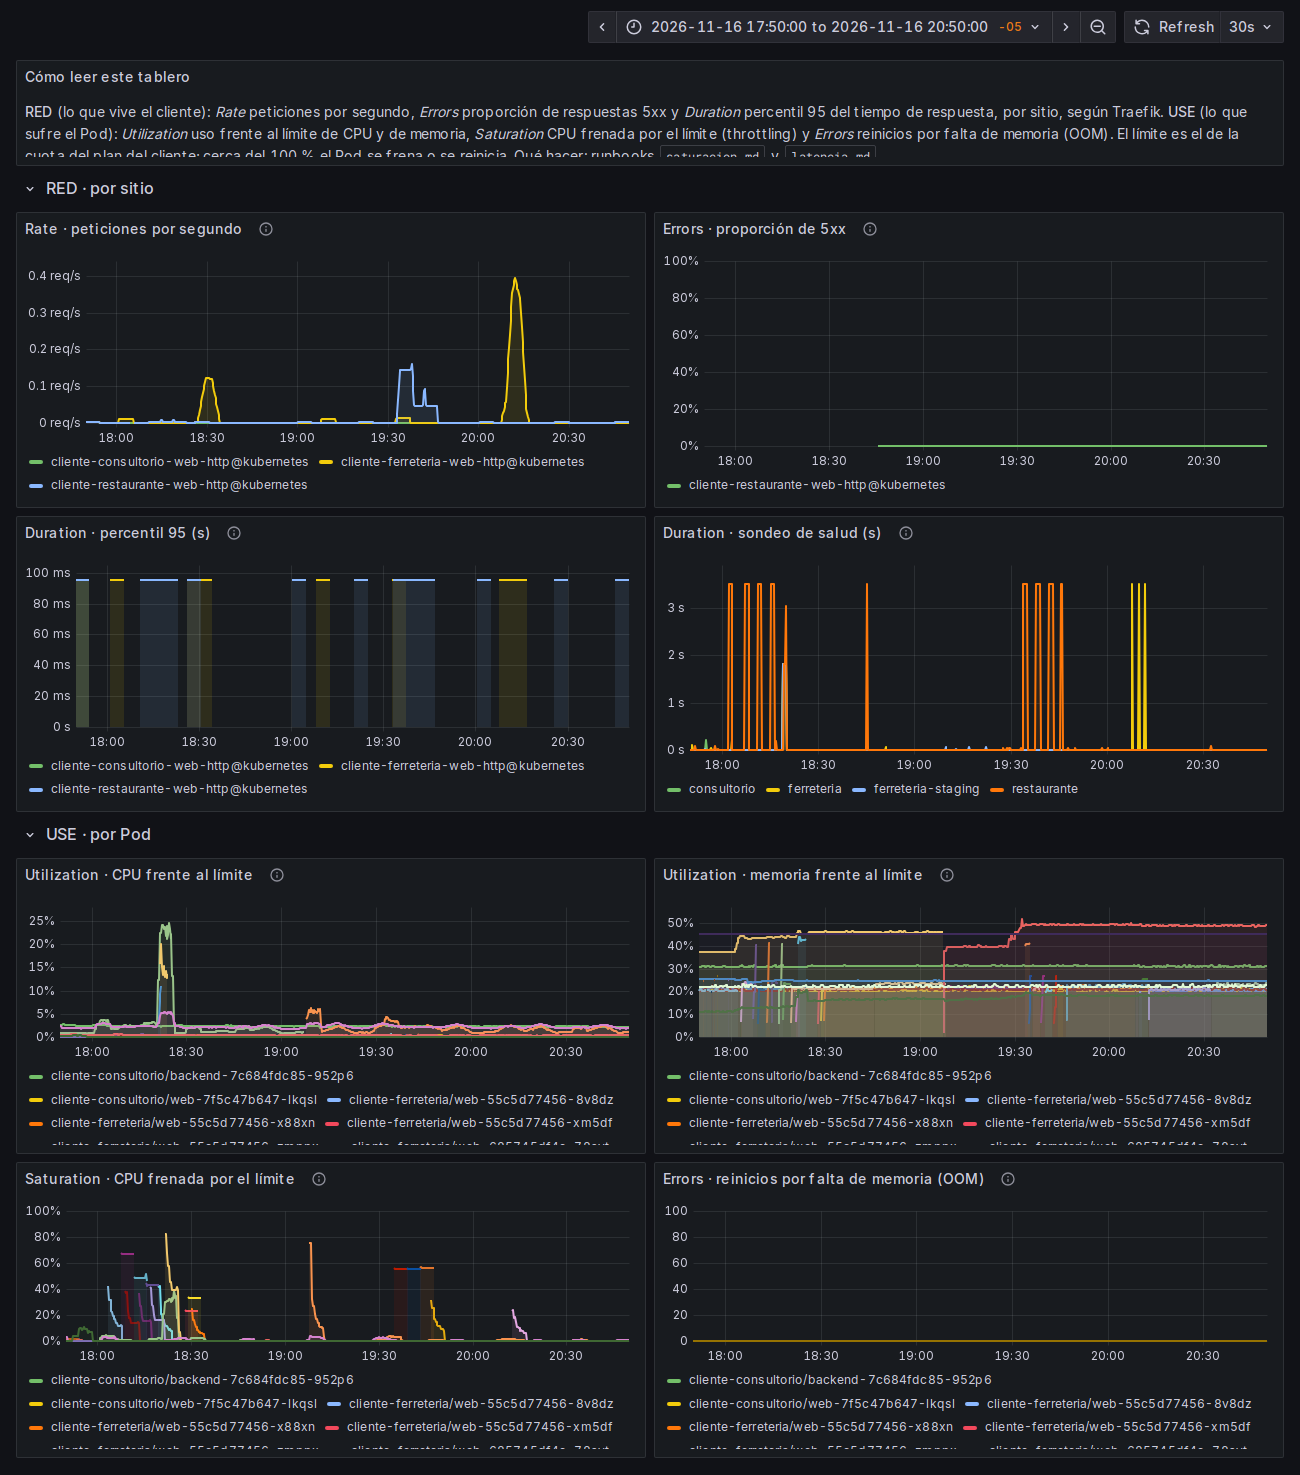 2026-11-16 17:50:00 to 2026-11-16 20:50:00 -05
Refresh 30s
Cómo leer este tablero
RED (lo que vive el cliente): Rate peticiones por segundo, Errors proporción de respuestas 5xx y Duration percentil 95 del tiempo de respuesta, por sitio, según Traefik. USE (lo que
sufre el Pod): Utilization uso frente al límite de CPU y de memoria, Saturation CPU frenada por el límite (throttling) y Errors reinicios por falta de memoria (OOM). El límite es el de la
cuota del plan del cliente: cerca del 100 % el Pod se frena o se reinicia. Qué hacer: runbooks saturacion.md y latencia.md
RED · por sitio
Rate · peticiones por segundo
0.4 req/s
0.3 req/s
0.2 req/s
0.1 req/s
0 req/s
18:00 18:30 19:00 19:30 20:00 20:30
cliente-consultorio-web-http@kubernetes cliente-ferreteria-web-http@kubernetes
cliente-restaurante-web-http@kubernetes
Errors · proporción de 5xx
100%
80%
60%
40%
20%
0%
18:00 18:30 19:00 19:30 20:00 20:30
cliente-restaurante-web-http@kubernetes
Duration · percentil 95 (s)
100 ms
80 ms
60 ms
40 ms
20 ms
0 s
18:00 18:30 19:00 19:30 20:00 20:30
cliente-consultorio-web-http@kubernetes cliente-ferreteria-web-http@kubernetes
cliente-restaurante-web-http@kubernetes
Duration · sondeo de salud (s)
3 s
2 s
1 s
0 s
18:00 18:30 19:00 19:30 20:00 20:30
consultorio ferreteria ferreteria-staging restaurante
USE · por Pod
Utilization · CPU frente al límite
25%
20%
15%
10%
5%
0%
18:00 18:30 19:00 19:30 20:00 20:30
cliente-consultorio/backend-7c684fdc85-952p6
cliente-consultorio/web-7f5c47b647-lkqsl cliente-ferreteria/web-55c5d77456-8v8dz
cliente-ferreteria/web-55c5d77456-x88xn cliente-ferreteria/web-55c5d77456-xm5df
Utilization · memoria frente al límite
50%
40%
30%
20%
10%
0%
18:00 18:30 19:00 19:30 20:00 20:30
cliente-consultorio/backend-7c684fdc85-952p6
cliente-consultorio/web-7f5c47b647-lkqsl cliente-ferreteria/web-55c5d77456-8v8dz
cliente-ferreteria/web-55c5d77456-x88xn cliente-ferreteria/web-55c5d77456-xm5df
Saturation · CPU frenada por el límite
100%
80%
60%
40%
20%
0%
18:00 18:30 19:00 19:30 20:00 20:30
cliente-consultorio/backend-7c684fdc85-952p6
cliente-consultorio/web-7f5c47b647-lkqsl cliente-ferreteria/web-55c5d77456-8v8dz
cliente-ferreteria/web-55c5d77456-x88xn cliente-ferreteria/web-55c5d77456-xm5df
Errors · reinicios por falta de memoria (OOM)
100
80
60
40
20
0
18:00 18:30 19:00 19:30 20:00 20:30
cliente-consultorio/backend-7c684fdc85-952p6
cliente-consultorio/web-7f5c47b647-lkqsl cliente-ferreteria/web-55c5d77456-8v8dz
cliente-ferreteria/web-55c5d77456-x88xn cliente-ferreteria/web-55c5d77456-xm5df